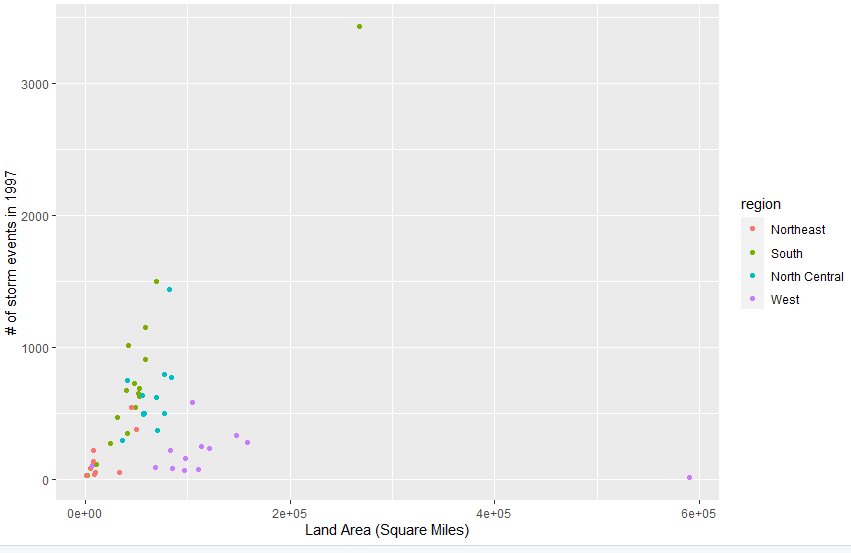 # of storm events in 1997
3000
2000
1000
0
0e+00
2e+05
4e+05
6e+05
Land Area (Square Miles)
region
Northeast
South
North Central
West